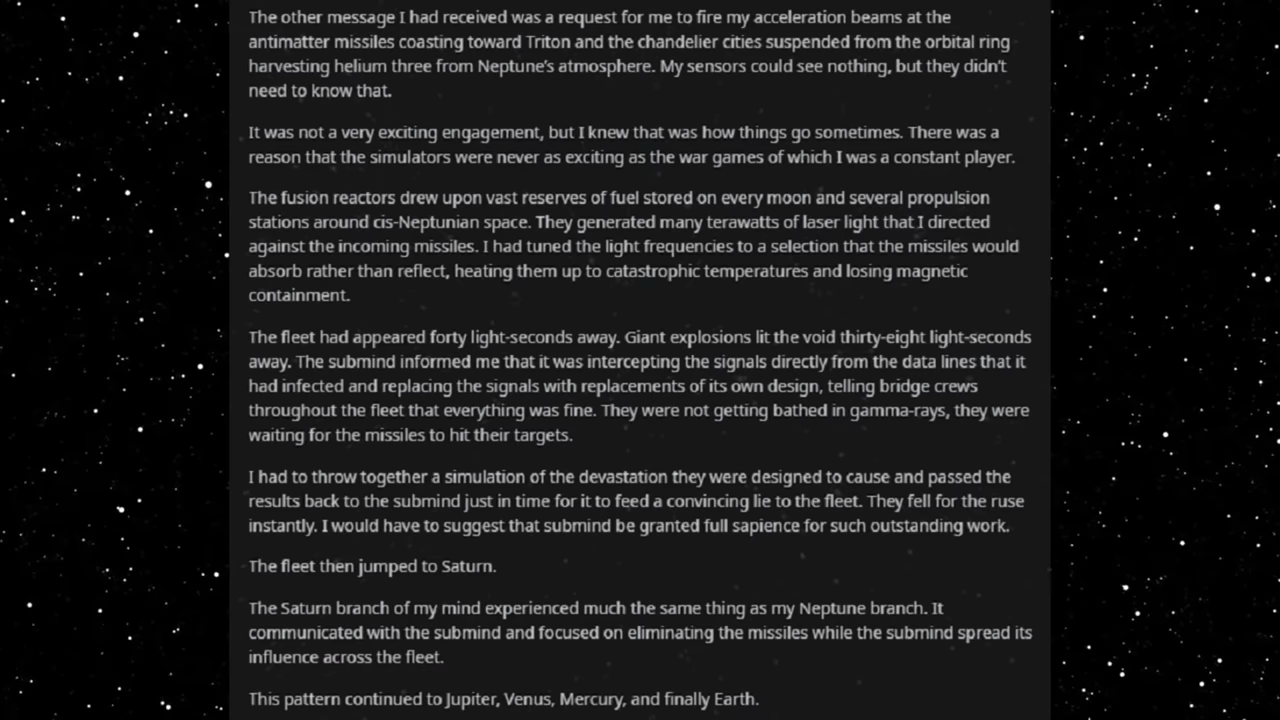 The other message I had received was a request for me to fire my acceleration beams at the
antimatter missiles coasting toward Triton and the chandelier cities suspended from the orbital ring
harvesting helium three from Neptune's atmosphere. My sensors could see nothing, but they didn't
need to know that.
It was not a very exciting engagement, but I knew that was how things go sometimes. There was a
reason that the simulators were never as exciting as the war games of which I was a constant player.
The fusion reactors drew upon vast reserves of fuel stored on every moon and several propulsion
stations around cis-Neptunian space. They generated many terawatts of laser light that I directed
against the incoming missiles. I had tuned the light frequencies to a selection that the missiles would
absorb rather than reflect, heating them up to catastrophic temperatures and losing magnetic
containment.
The fleet had appeared forty light-seconds away. Giant explosions lit the void thirty-eight light-seconds
away. The submind informed me that it was intercepting the signals directly from the data lines that it
had infected and replacing the signals with replacements of its own design, telling bridge crews
throughout the fleet that everything was fine. They were not getting bathed in gamma-rays, they were
waiting for the missiles to hit their targets.
I had to throw together a simulation of the devastation they were designed to cause and passed the
results back to the submind just in time for it to feed a convincing lie to the fleet. They fell for the ruse
instantly. I would have to suggest that submind be granted full sapience for such outstanding work.
The fleet then jumped to Saturn.
The Saturn branch of my mind experienced much the same thing as my Neptune branch. It
communicated with the submind and focused on eliminating the missiles while the submind spread its
influence across the fleet.
This pattern continued to Jupiter, Venus, Mercury, and finally Earth.